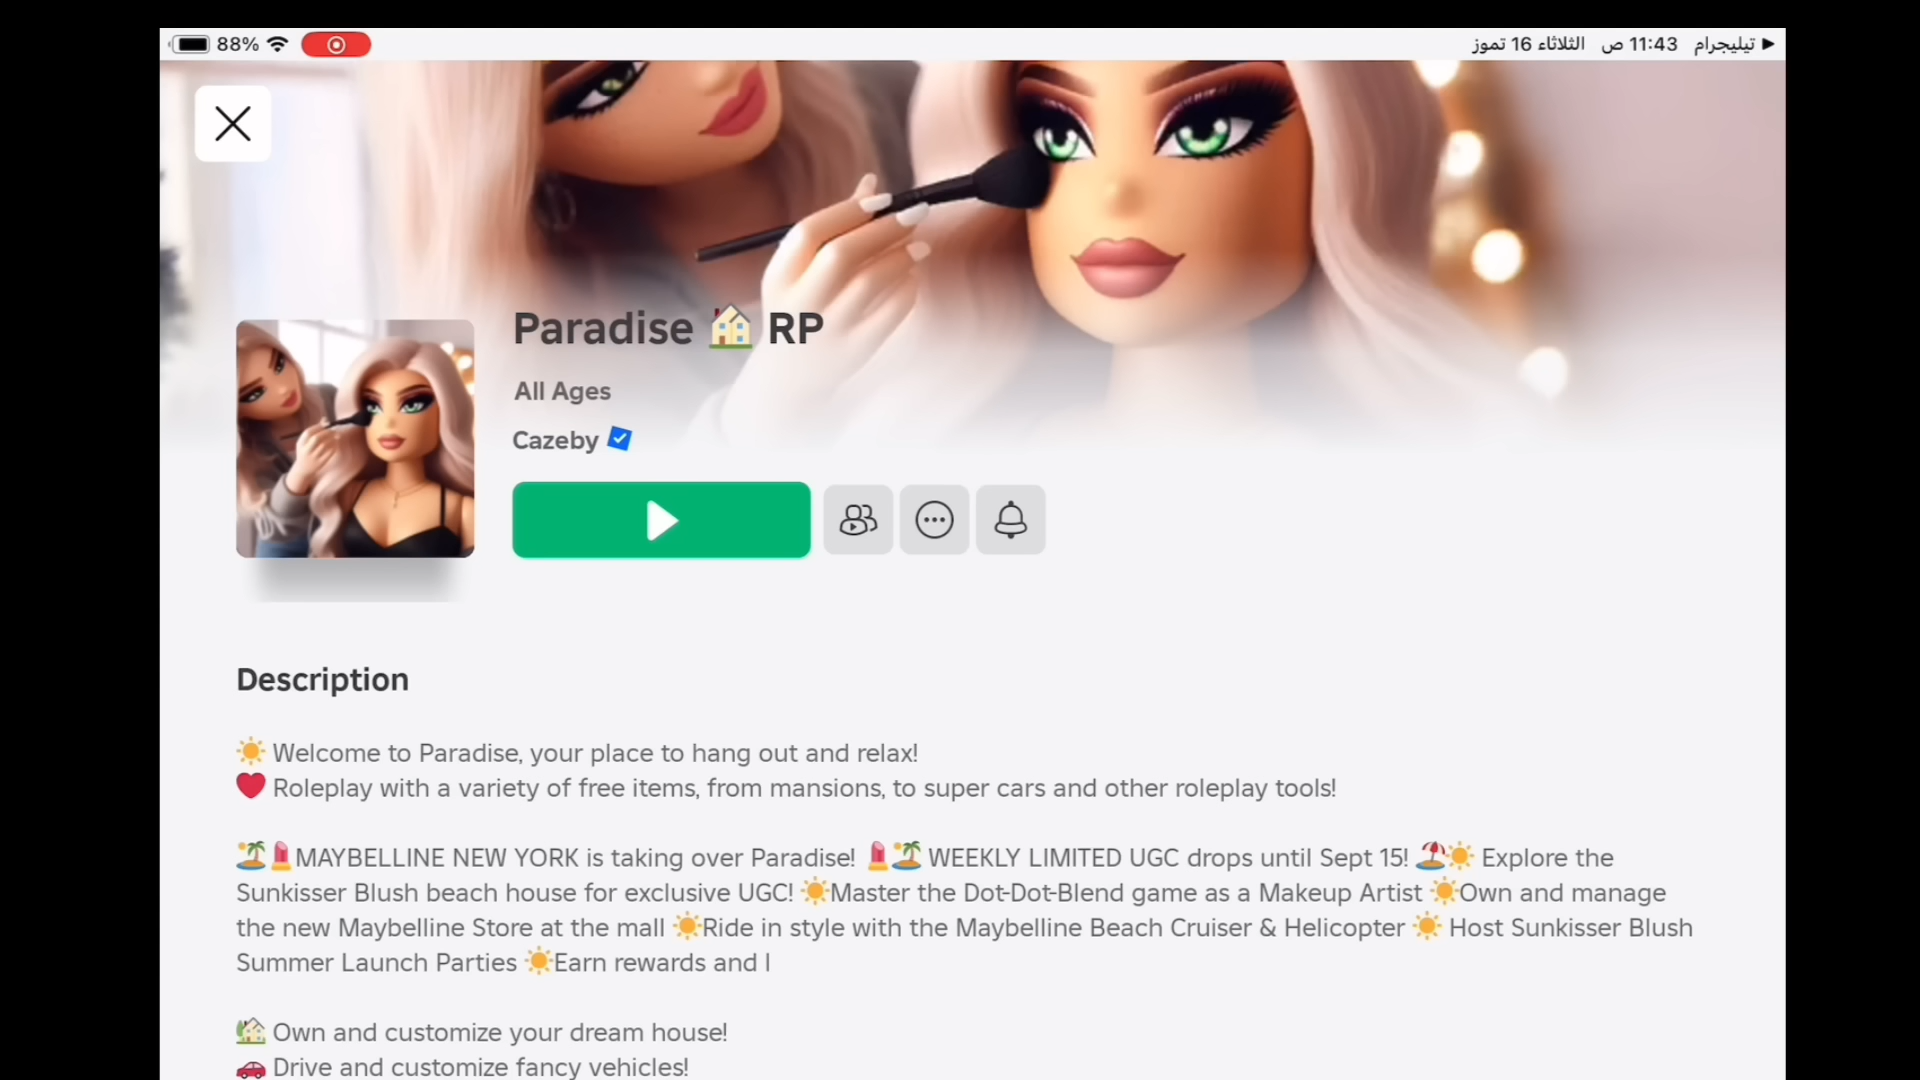 88%
تيليجرام 11:43 ص الثلاثاء 16 تموز
Paradise 🏡 RP
All Ages
Cazeby
Description
☀️ Welcome to Paradise, your place to hang out and relax!
❤️ Roleplay with a variety of free items, from mansions, to super cars and other roleplay tools!
🏝️💄MAYBELLINE NEW YORK is taking over Paradise! 💄🏝️ WEEKLY LIMITED UGC drops until Sept 15! 🏖️☀️ Explore the
Sunkisser Blush beach house for exclusive UGC! ☀️Master the Dot-Dot-Blend game as a Makeup Artist ☀️Own and manage
the new Maybelline Store at the mall ☀️Ride in style with the Maybelline Beach Cruiser & Helicopter ☀️ Host Sunkisser Blush
Summer Launch Parties ☀️Earn rewards and l
🏡 Own and customize your dream house!
🚗 Drive and customize fancy vehicles!